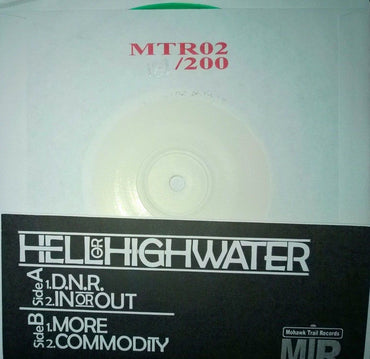 MTR02
/200
HELL OR HIGHWATER
Side A
1. D.N.R.
2. IN OR OUT
Side B
1. MORE
2. COMMODiTY
Mohawk Trail Records
MTR